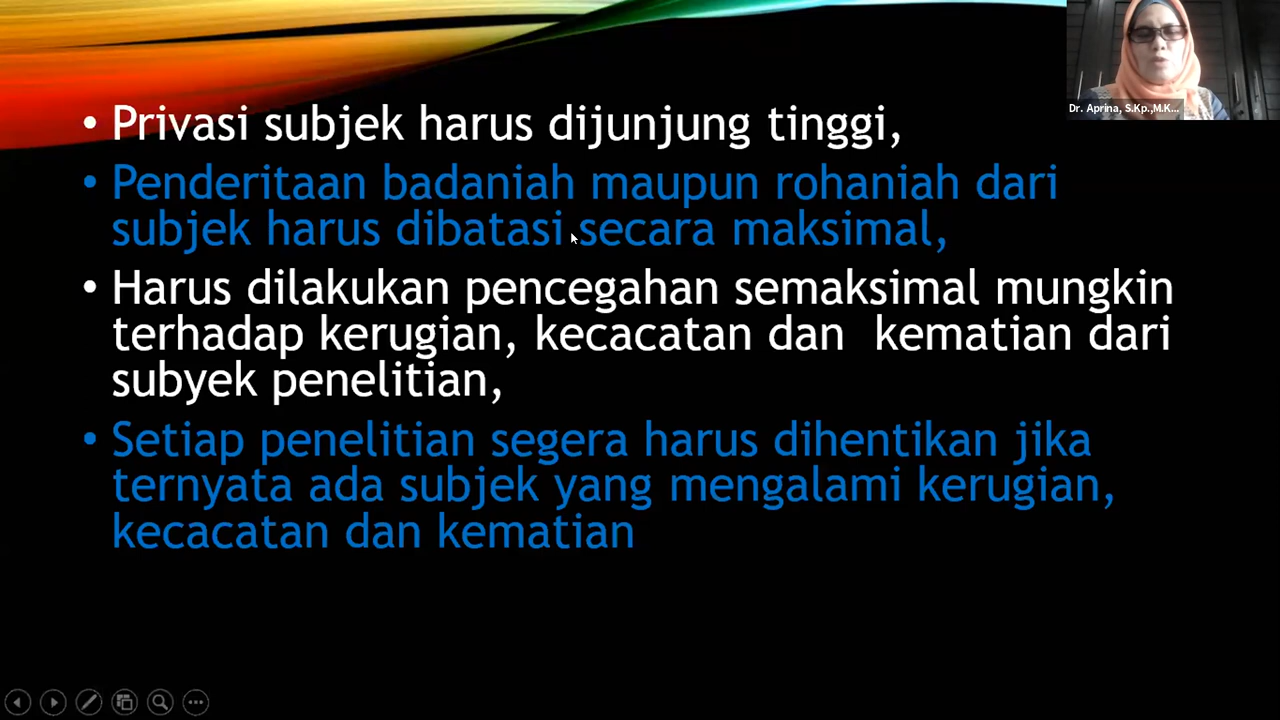 Dr. Aprina, S.Kp.,M.K...
• Privasi subjek harus dijunjung tinggi,
• Penderitaan badaniah maupun rohaniah dari
subjek harus dibatasi secara maksimal,
• Harus dilakukan pencegahan semaksimal mungkin
terhadap kerugian, kecacatan dan  kematian dari
subyek penelitian,
• Setiap penelitian segera harus dihentikan jika
ternyata ada subjek yang mengalami kerugian,
kecacatan dan kematian